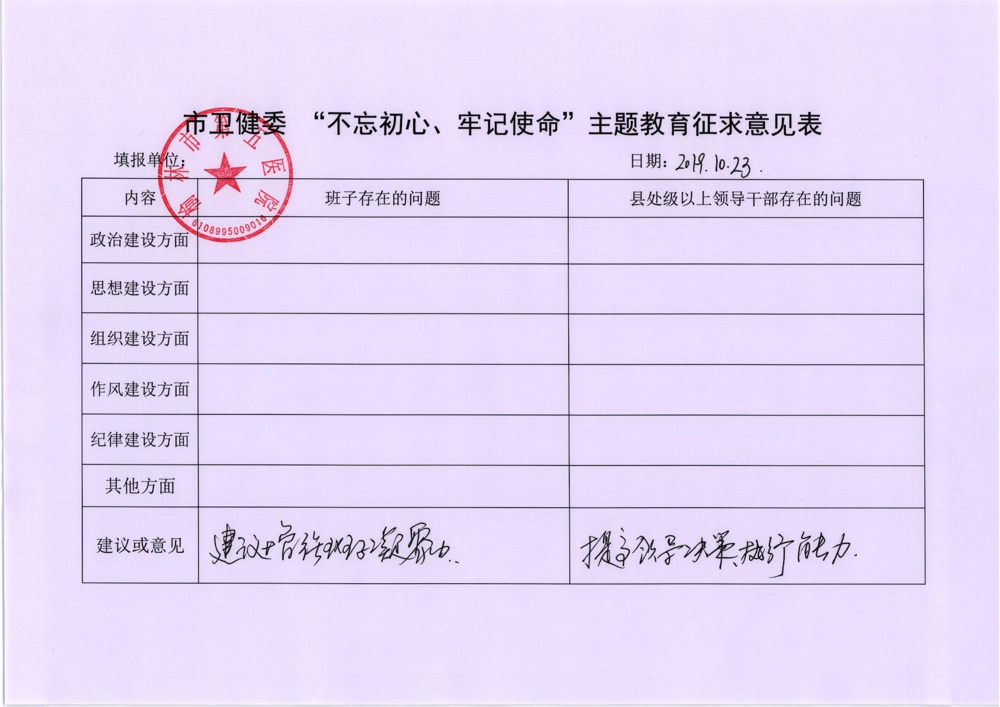 市卫健委 “不忘初心、牢记使命”主题教育征求意见表
填报单位：
日期：2019.10.23.
榆林市第五医院
6108995009016
内容 班子存在的问题 县处级以上领导干部存在的问题
政治建设方面
思想建设方面
组织建设方面
作风建设方面
纪律建设方面
其他方面
建议或意见 建议增强班子凝聚力. 提高领导决策、执行能力.